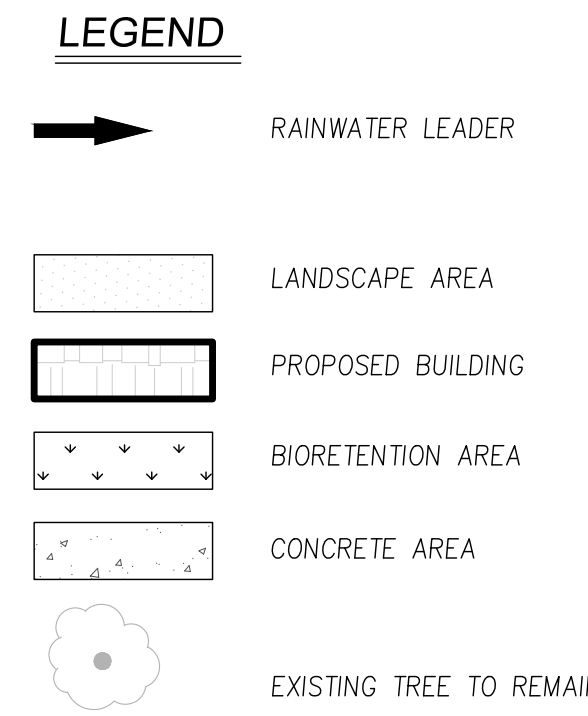 LEGEND
RAINWATER LEADER
LANDSCAPE AREA
PROPOSED BUILDING
BIORETENTION AREA
CONCRETE AREA
EXISTING TREE TO REMAI